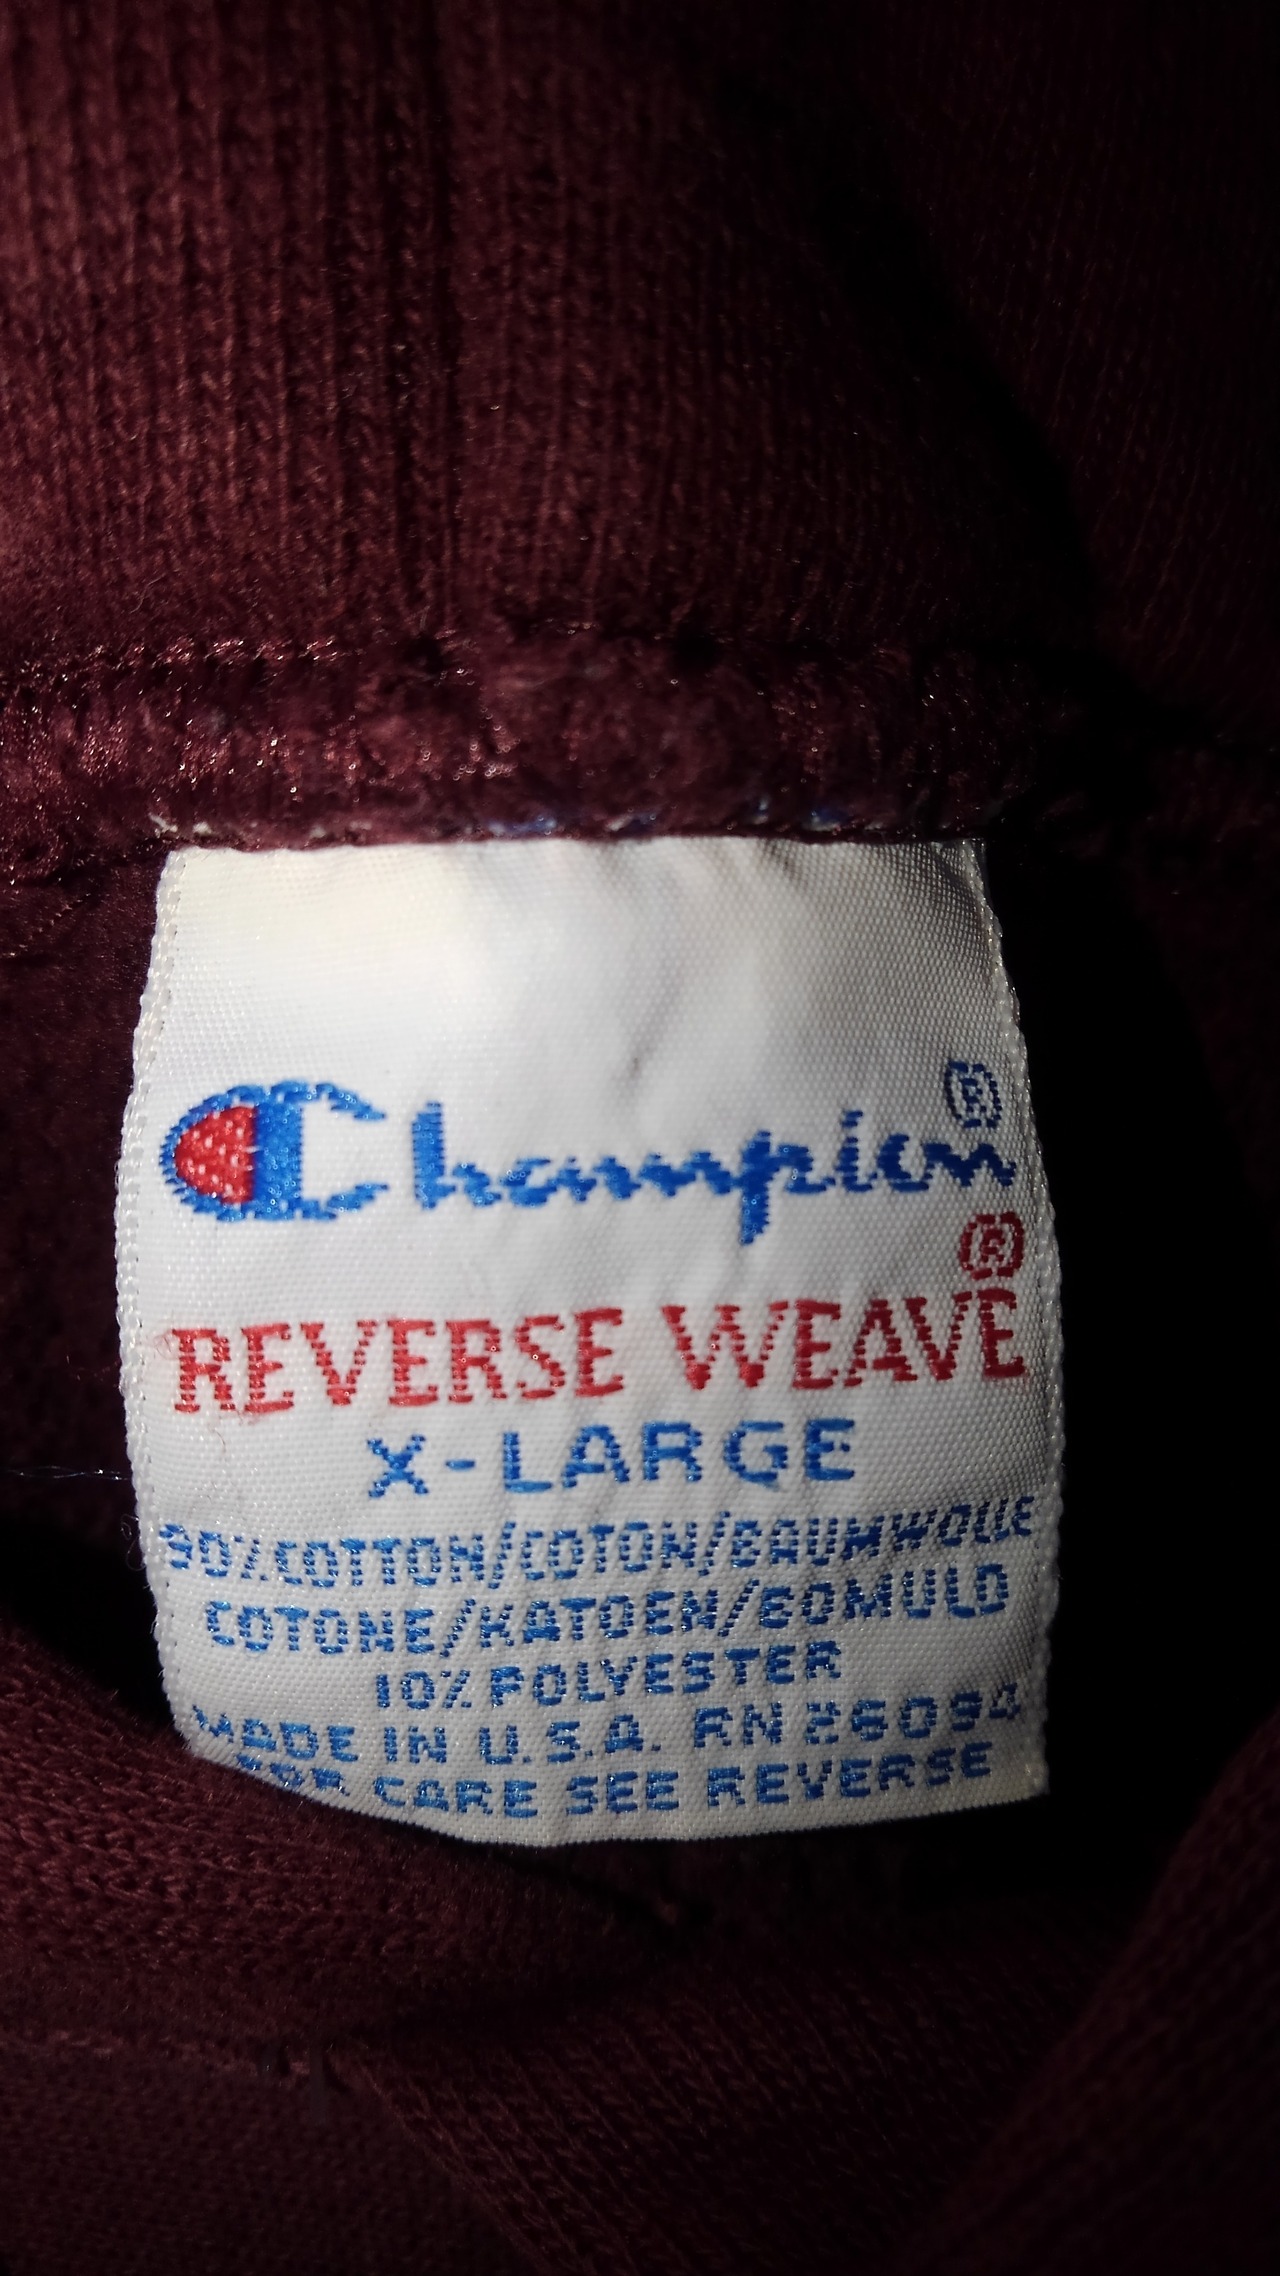 Champion®
REVERSE WEAVE®
X-LARGE
90% COTTON/COTON/BAUMWOLLE
COTONE/KATOEN/BOMULD
10% POLYESTER
MADE IN U.S.A. RN 26094
FOR CARE SEE REVERSE